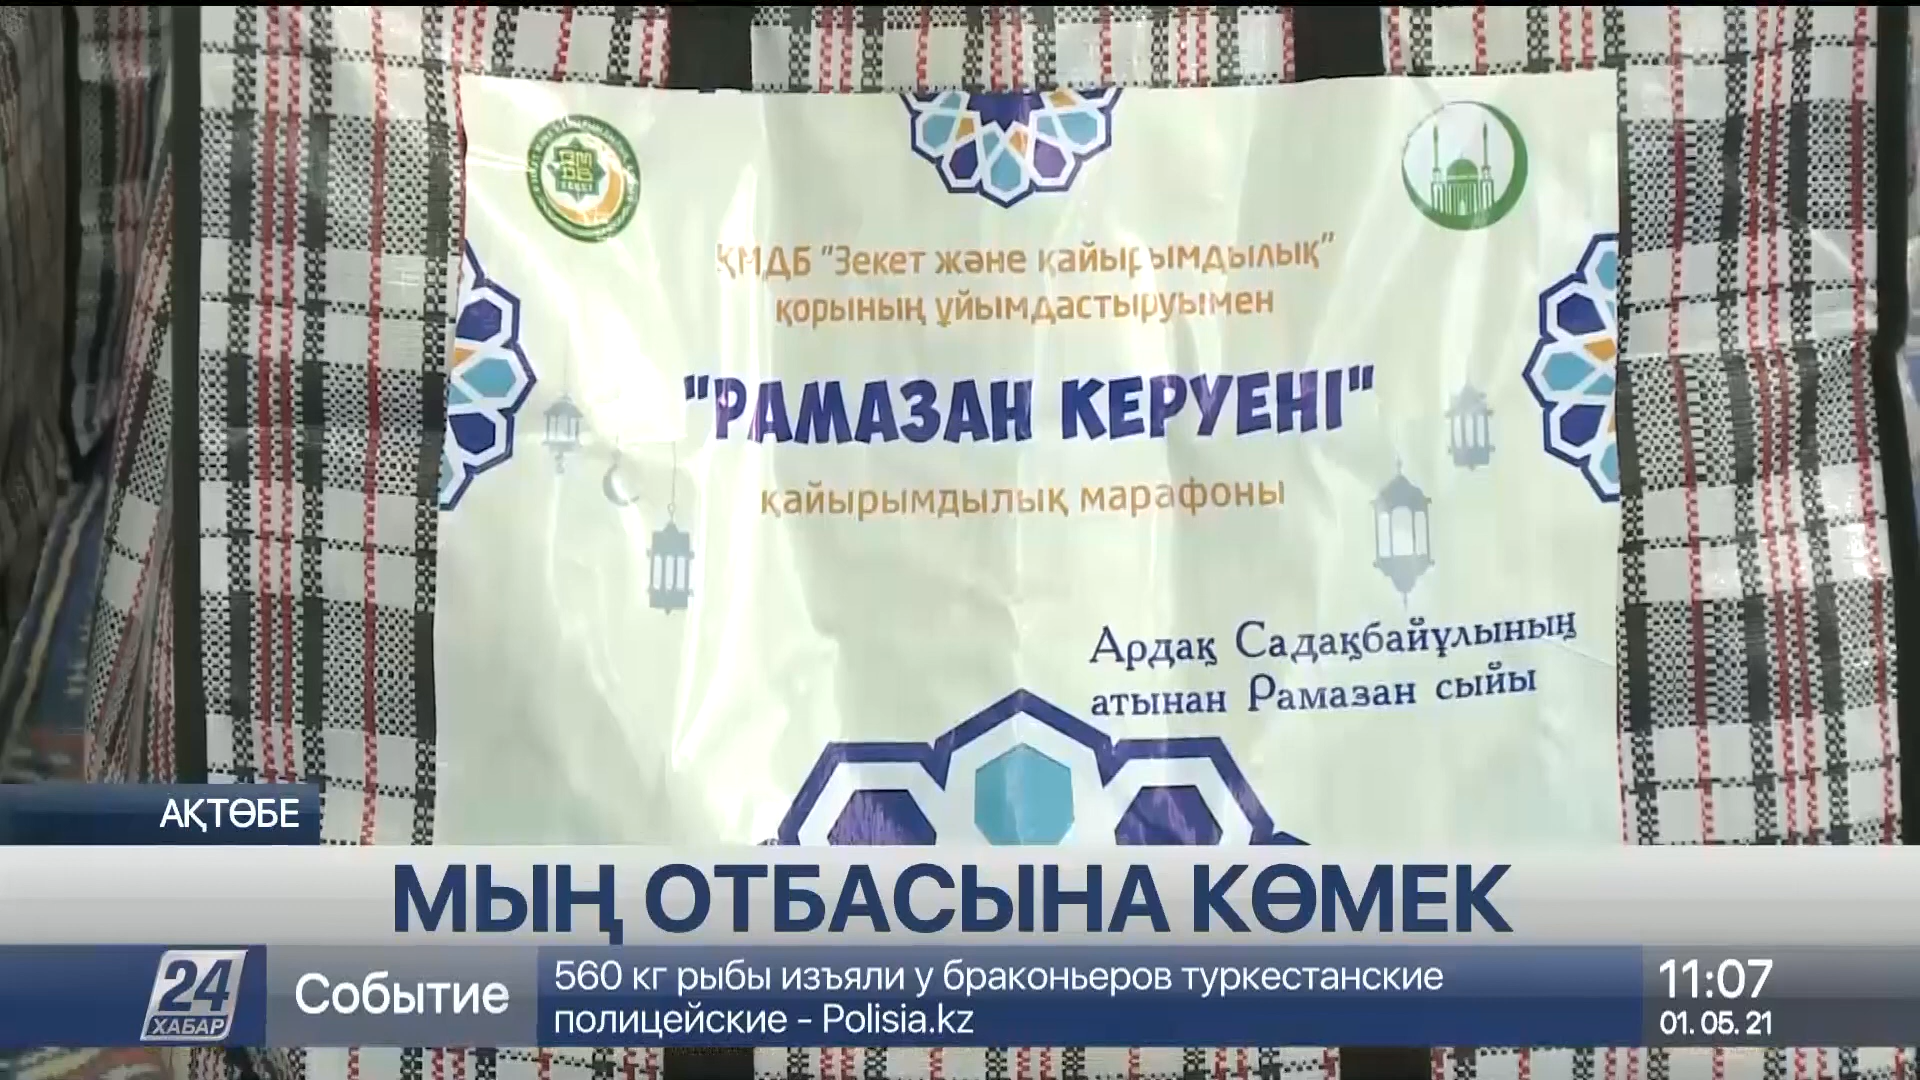 ҚМДБ "Зекет және қайырымдылық"
қорының ұйымдастыруымен
"РАМАЗАН КЕРУЕНІ"
қайырымдылық марафоны
Ардақ Садақбайұлының
атынан Рамазан сыйы
АҚТӨБЕ
МЫҢ ОТБАСЫНА КӨМЕК
24
ХАБАР
Событие
560 кг рыбы изъяли у браконьеров туркестанские
полицейские - Polisia.kz
11:07
01. 05. 21